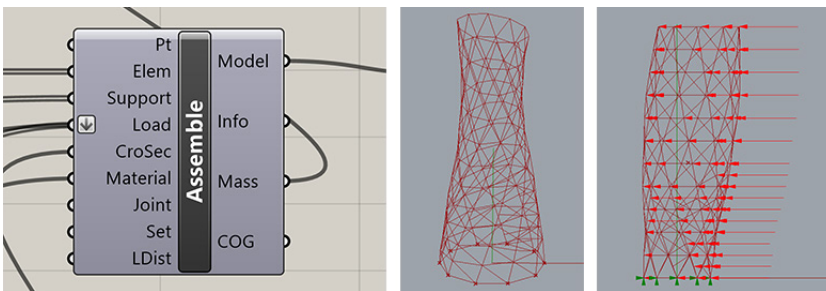 Pt
Elem
Support
Load
CroSec
Material
Joint
Set
LDist
Assemble
Model
Info
Mass
COG